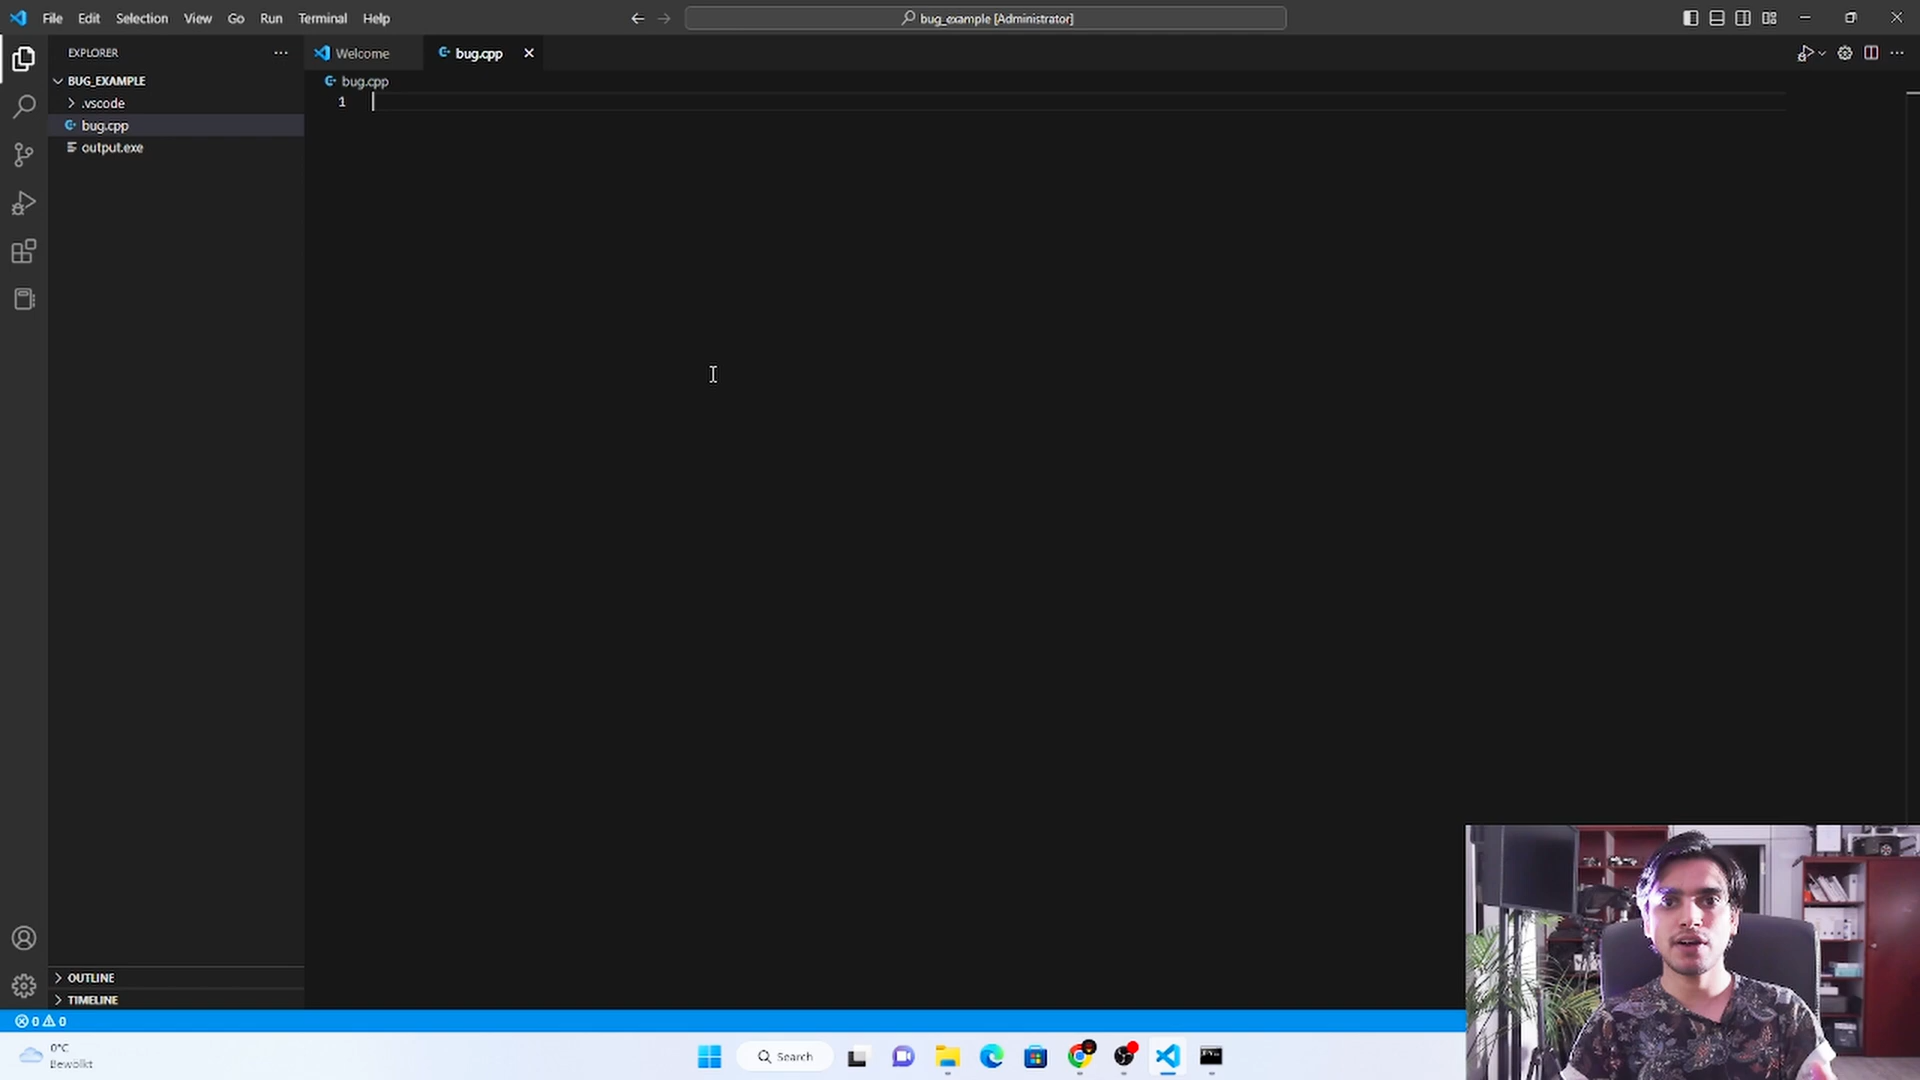 File Edit Selection View Go Run Terminal Help
bug_example [Administrator]
EXPLORER
Welcome
bug.cpp
BUG_EXAMPLE
bug.cpp
.vscode
1
bug.cpp
output.exe
OUTLINE
TIMELINE
0 0
0°C
Bewölkt
Search